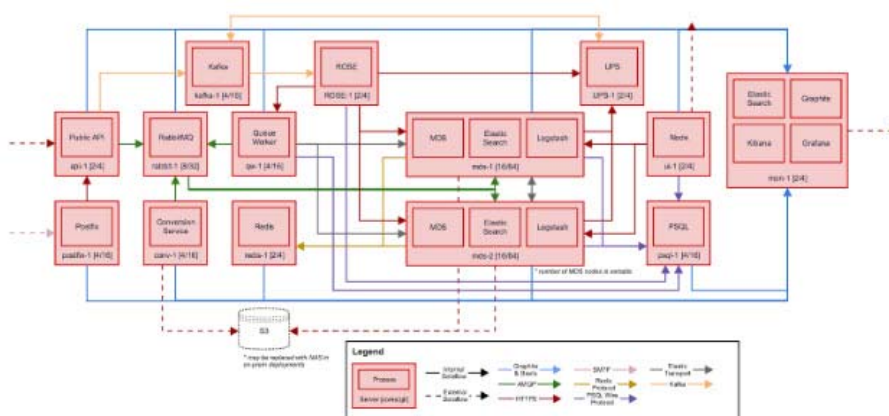 Kafka
kafka-1 [4/16]
ROSE
ROSE-1 [2/4]
UPS
UPS-1 [2/4]
Elastic
Search
Graphite
Kibana
Grafana
mon-1 [2/4]
Public API
api-1 [2/4]
RabbitMQ
rabbit-1 [8/32]
Queue
Worker
qw-1 [4/16]
MDS
Elastic
Search
Logstash
mds-1 [16/64]
Node
ui-1 [2/4]
Postfix
postfix-1 [4/16]
Conversion
Service
conv-1 [4/16]
Redis
redis-1 [2/4]
MDS
Elastic
Search
Logstash
mds-2 [16/64]
PSQL
psql-1 [4/16]
* number of MDS nodes is variable
S3
* may be replaced with NAS in
on prem deployments
Legend
Process
Server [cores/gb]
Internal
Dataflow
External
Dataflow
Graphite
& Beats
AMQP
HTTPS
SMTP
Redis
Protocol
PSQL Wire
Protocol
Elastic
Transport
Kafka